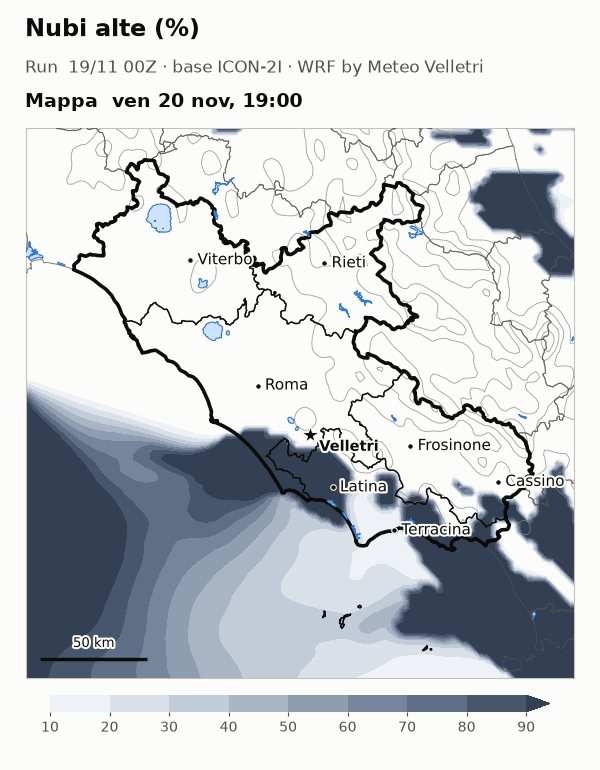 Nubi alte (%)
Run  19/11 00Z · base ICON-2I · WRF by Meteo Velletri
Mappa  ven 20 nov, 19:00
Viterbo
Rieti
Roma
Velletri
Frosinone
Latina
Cassino
Terracina
50 km
10 20 30 40 50 60 70 80 90